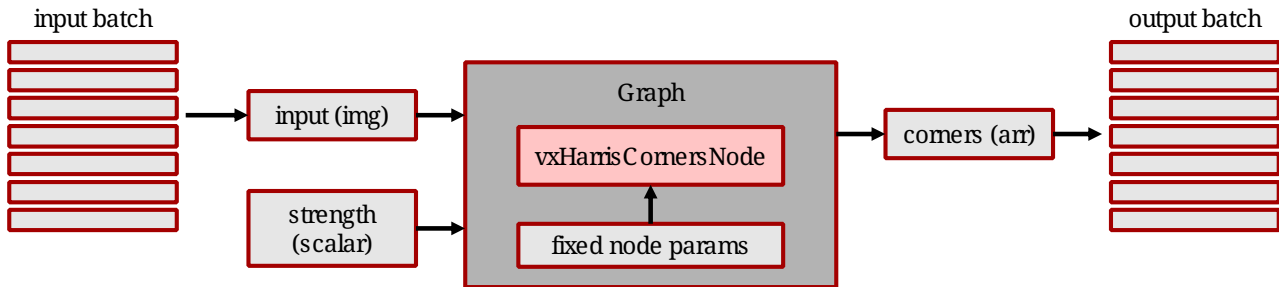 input batch
output batch
Graph
input (img)
corners (arr)
vxHarrisCornersNode
strength
(scalar)
fixed node params